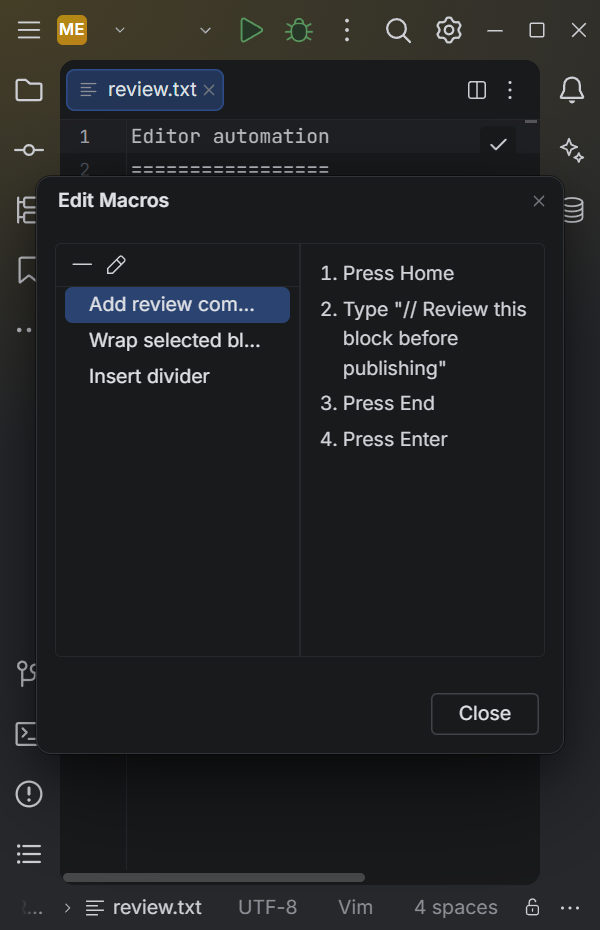 ME
review.txt
1 Editor automation
2 =================
Edit Macros
Add review com...
Wrap selected bl...
Insert divider
1. Press Home
2. Type "// Review this
block before
publishing"
3. Press End
4. Press Enter
Close
... › review.txt UTF-8 Vim 4 spaces